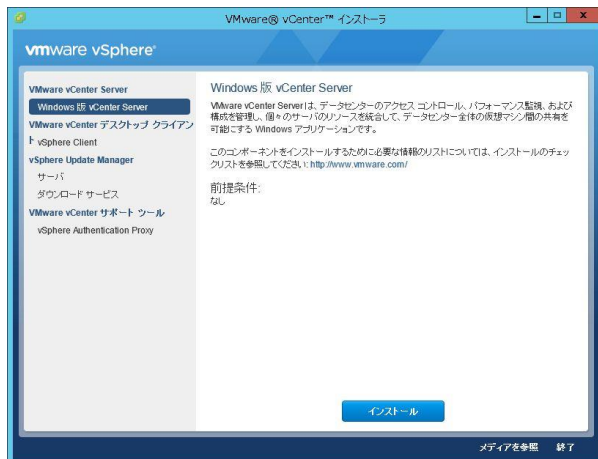 VMware® vCenter™ インストーラ
vmware vSphere®
VMware vCenter Server
Windows 版 vCenter Server
VMware vCenter デスクトップ クライアン
ト vSphere Client
vSphere Update Manager
サーバ
ダウンロード サービス
VMware vCenter サポート ツール
vSphere Authentication Proxy
Windows 版 vCenter Server
VMware vCenter Serverは、データセンターのアクセス コントロール、パフォーマンス監視、および
構成を管理し、個々のサーバのリソースを統合して、データセンター全体の仮想マシン間の共有を
可能にする Windows アプリケーションです。
このコンポーネントをインストールするために必要な情報のリストについては、インストールのチェッ
クリストを参照してください: http://www.vmware.com/
前提条件:
なし
インストール
メディアを参照 終了